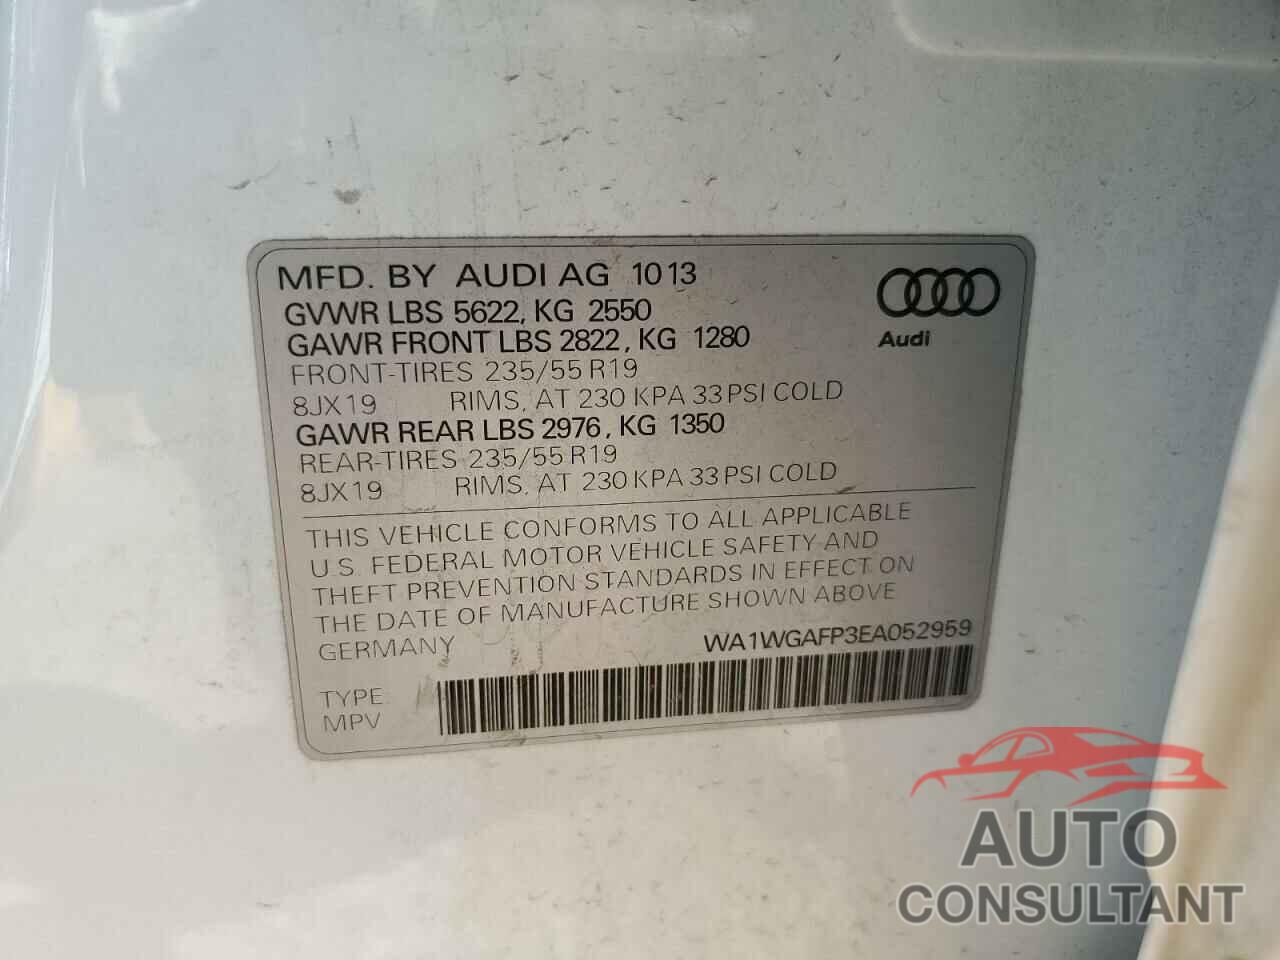 MFD. BY AUDI AG 10 13
GVWR LBS 5622, KG 2550
GAWR FRONT LBS 2822, KG 1280
FRONT-TIRES 235/55 R19
8JX19 RIMS, AT 230 KPA 33 PSI COLD
GAWR REAR LBS 2976, KG 1350
REAR-TIRES 235/55 R19
8JX19 RIMS, AT 230 KPA 33 PSI COLD
Audi
THIS VEHICLE CONFORMS TO ALL APPLICABLE
U.S. FEDERAL MOTOR VEHICLE SAFETY AND
THEFT PREVENTION STANDARDS IN EFFECT ON
THE DATE OF MANUFACTURE SHOWN ABOVE
GERMANY WA1WGAFP3EA052959
TYPE
MPV
AUTO
CONSULTANT